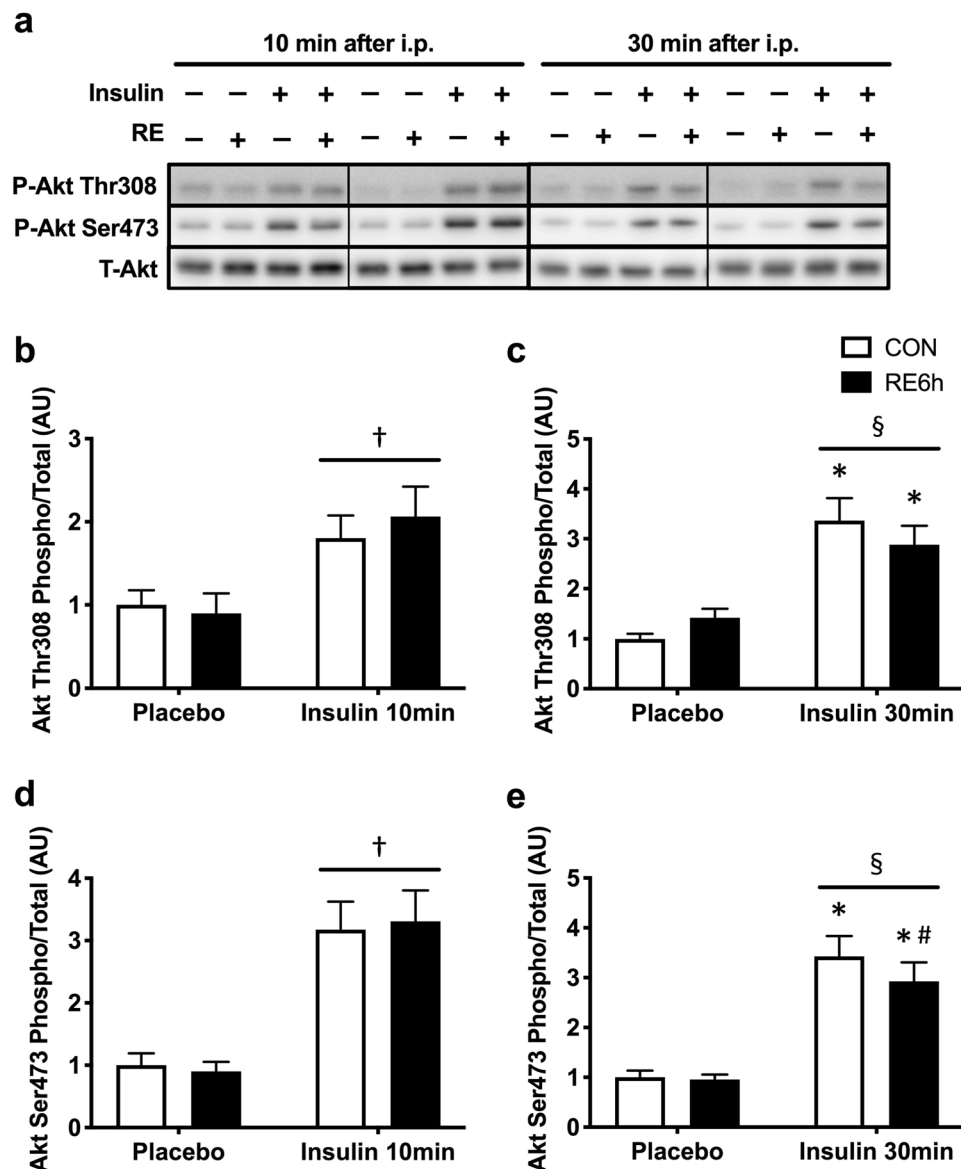 a
10 min after i.p. 30 min after i.p.
Insulin − − + + − − + + − − + + − − + +
RE − + − + − + − + − + − + − + − +
P-Akt Thr308
P-Akt Ser473
T-Akt
b
Akt Thr308 Phospho/Total (AU)
3
2
1
0
†
Placebo Insulin 10min
c
CON
RE6h
Akt Thr308 Phospho/Total (AU)
5
4
3
2
1
0
§
* *
Placebo Insulin 30min
d
Akt Ser473 Phospho/Total (AU)
4
3
2
1
0
†
Placebo Insulin 10min
e
Akt Ser473 Phospho/Total (AU)
5
4
3
2
1
0
§
* * #
Placebo Insulin 30min